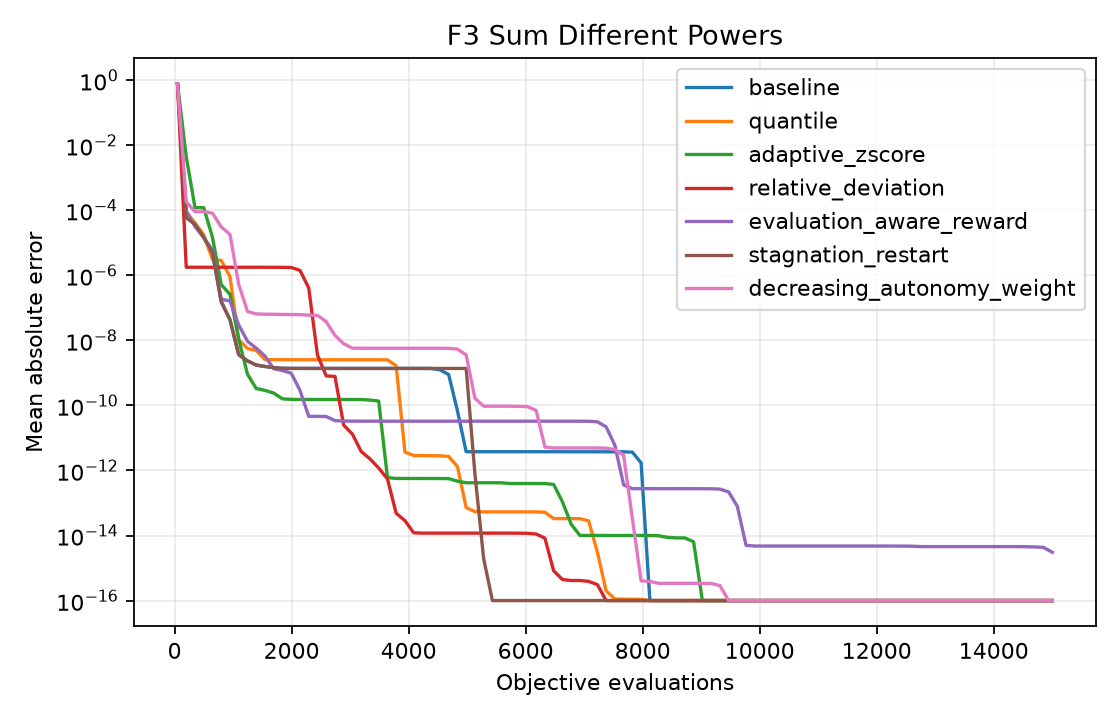 F3 Sum Different Powers
Mean absolute error
10⁰
10⁻²
10⁻⁴
10⁻⁶
10⁻⁸
10⁻¹⁰
10⁻¹²
10⁻¹⁴
10⁻¹⁶
baseline
quantile
adaptive_zscore
relative_deviation
evaluation_aware_reward
stagnation_restart
decreasing_autonomy_weight
0 2000 4000 6000 8000 10000 12000 14000
Objective evaluations